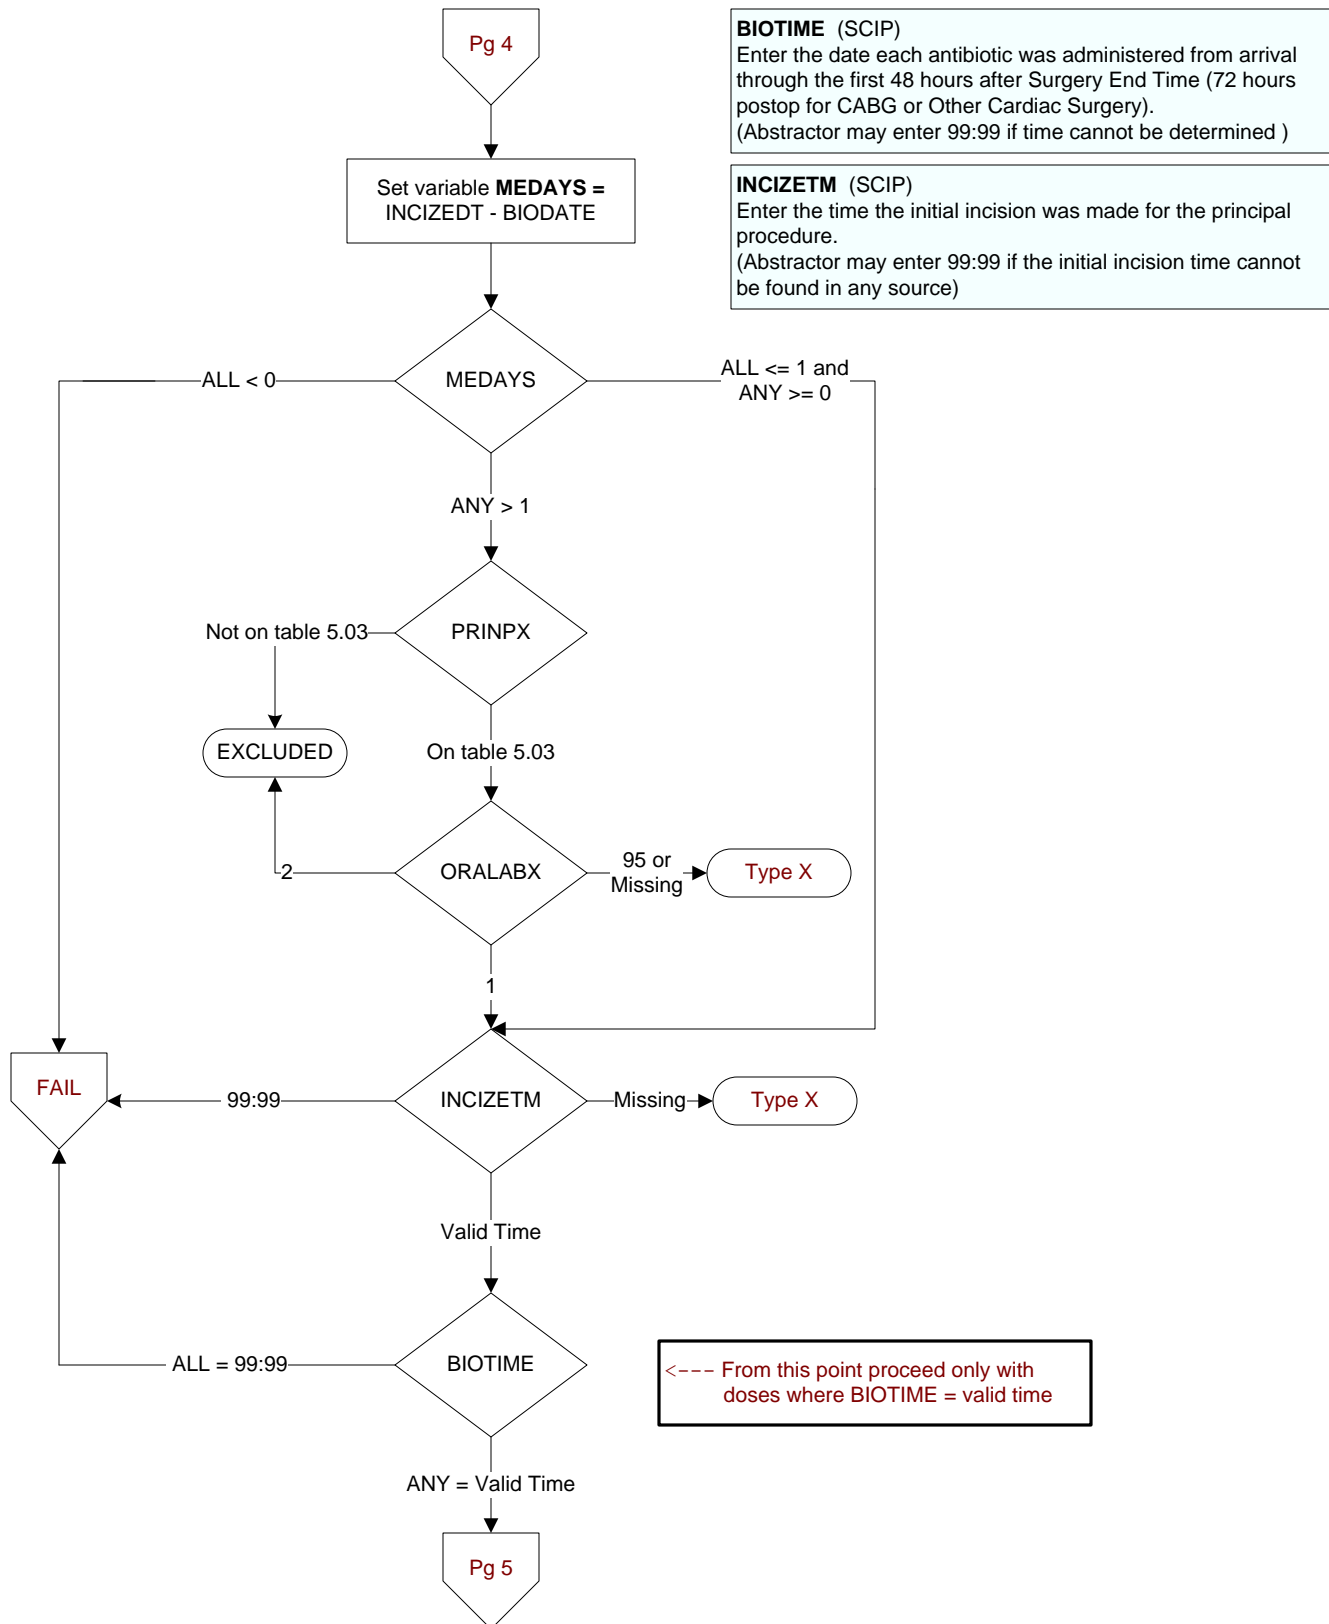 Pg 4
BIOTIME (SCIP)
Enter the date each antibiotic was administered from arrival
through the first 48 hours after Surgery End Time (72 hours
postop for CABG or Other Cardiac Surgery).
(Abstractor may enter 99:99 if time cannot be determined )
INCIZETM (SCIP)
Enter the time the initial incision was made for the principal
procedure.
(Abstractor may enter 99:99 if the initial incision time cannot
be found in any source)
Set variable MEDAYS =
INCIZEDT - BIODATE
MEDAYS
ALL < 0
ALL <= 1 and
ANY >= 0
ANY > 1
PRINPX
Not on table 5.03
EXCLUDED
On table 5.03
ORALABX
2
95 or
Missing
Type X
1
FAIL
99:99
INCIZETM
Missing
Type X
Valid Time
ALL = 99:99
BIOTIME
<--- From this point proceed only with
doses where BIOTIME = valid time
ANY = Valid Time
Pg 5